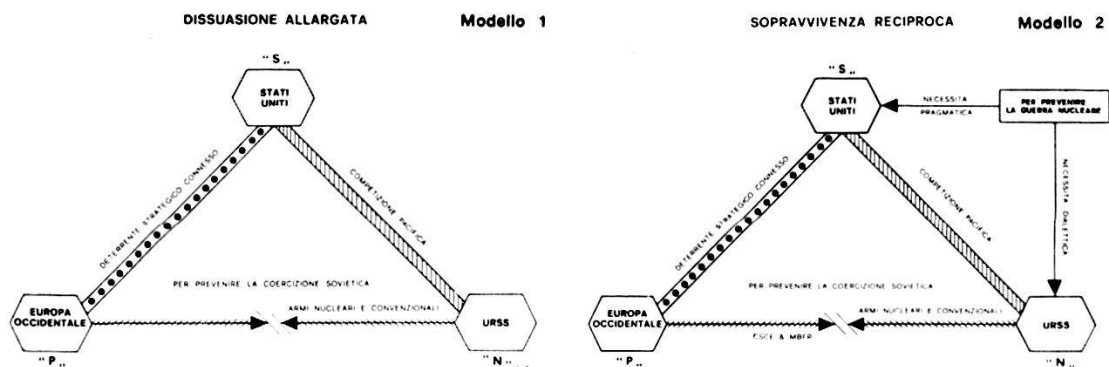 DISSUASIONE ALLARGATA
Modello 1
"S„
STATI
UNITI
DETERRENTE STRATEGICO CONNESSO
COMPETIZIONE PACIFICA
PER PREVENIRE LA COERCIZIONE SOVIETICA
ARMI NUCLEARI E CONVENZIONALI
EUROPA
OCCIDENTALE
"P„
URSS
"N„
SOPRAVVIVENZA RECIPROCA
Modello 2
"S„
STATI
UNITI
NECESSITA
PRAGMATICA
PER PREVENIRE
LA GUERRA NUCLEARE
NECESSITA DIALETTICA
DETERRENTE STRATEGICO CONNESSO
COMPETIZIONE PACIFICA
PER PREVENIRE LA COERCIZIONE SOVIETICA
ARMI NUCLEARI E CONVENZIONALI
EUROPA
OCCIDENTALE
CSCE & MBFR
"P„
URSS
"N„